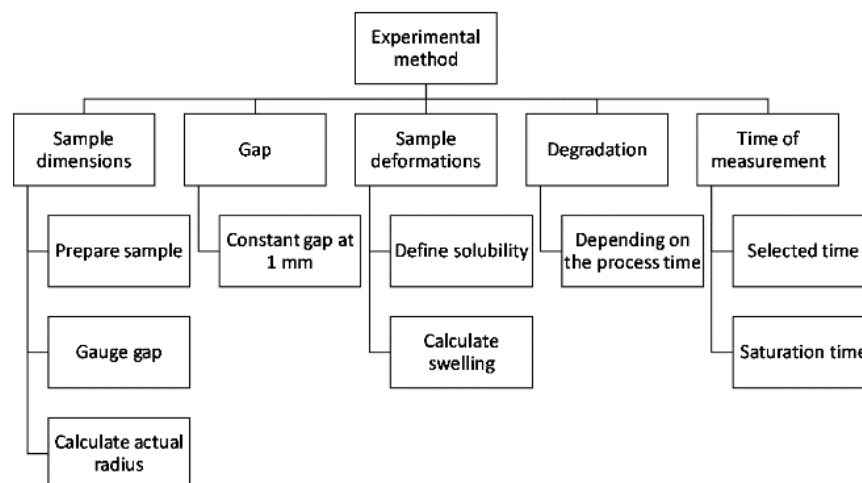 Experimental
method
Sample
dimensions
Gap
Sample
deformations
Degradation
Time of
measurement
Prepare sample
Gauge gap
Calculate actual
radius
Constant gap at
1 mm
Define solubility
Calculate
swelling
Depending on
the process time
Selected time
Saturation time